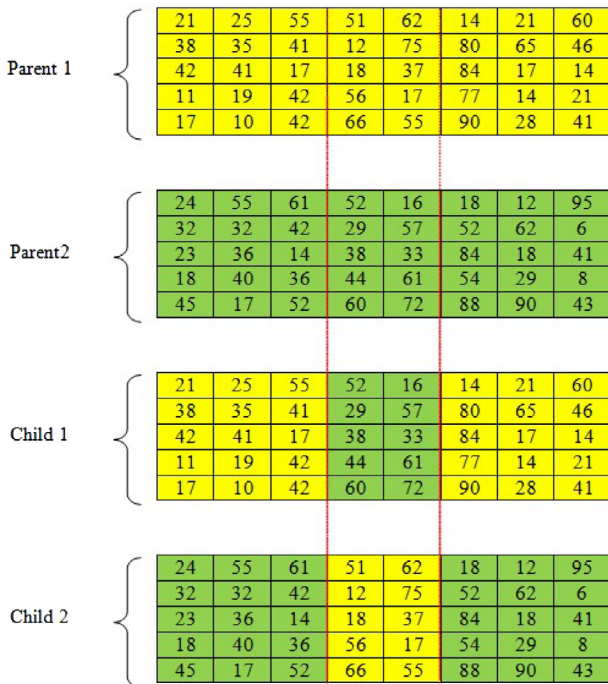 21 25 55 51 62 14 21 60
38 35 41 12 75 80 65 46
Parent 1
42 41 17 18 37 84 17 14
11 19 42 56 17 77 14 21
17 10 42 66 55 90 28 41
24 55 61 52 16 18 12 95
32 32 42 29 57 52 62 6
Parent2
23 36 14 38 33 84 18 41
18 40 36 44 61 54 29 8
45 17 52 60 72 88 90 43
21 25 55 52 16 14 21 60
38 35 41 29 57 80 65 46
Child 1
42 41 17 38 33 84 17 14
11 19 42 44 61 77 14 21
17 10 42 60 72 90 28 41
24 55 61 51 62 18 12 95
32 32 42 12 75 52 62 6
Child 2
23 36 14 18 37 84 18 41
18 40 36 56 17 54 29 8
45 17 52 66 55 88 90 43